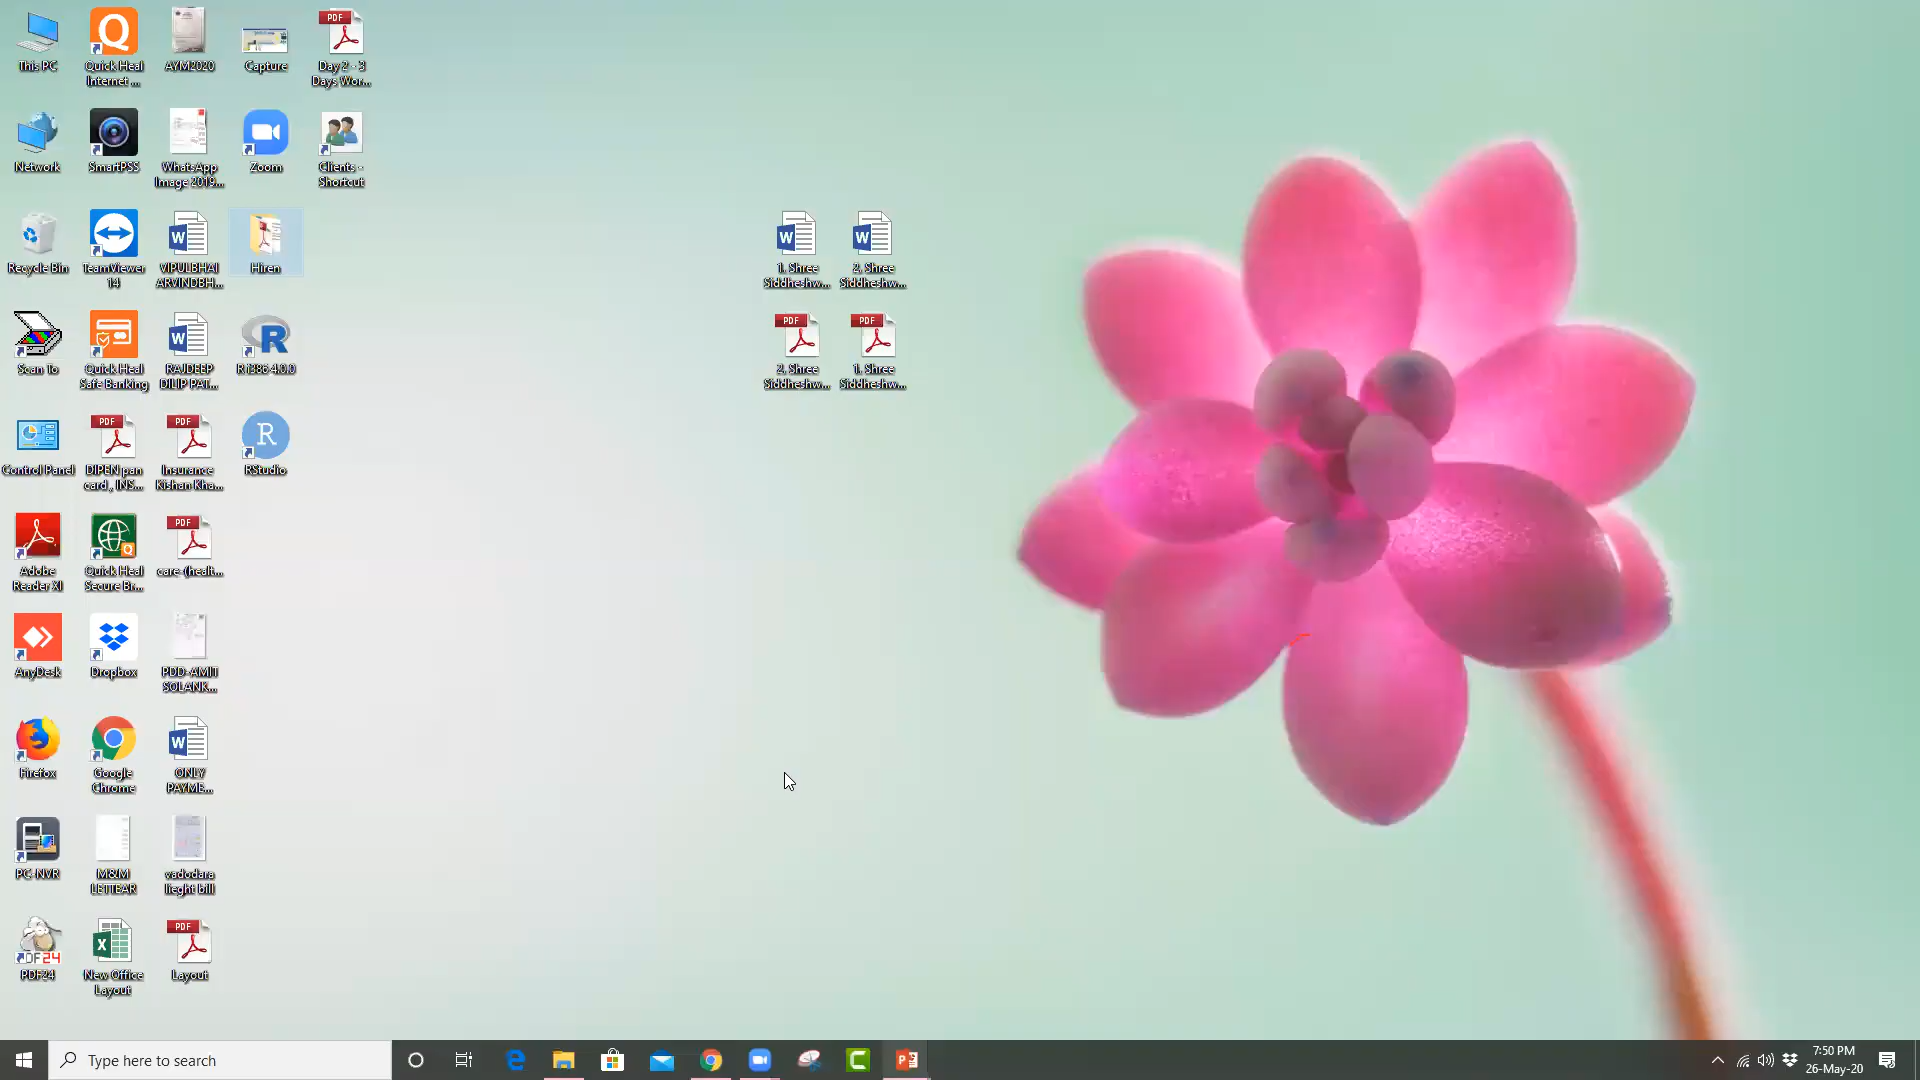 This PC
Quick Heal
Internet ...
AYM2020
Capture
Day 2 - 3
Days Wor...
Network
SmartPSS
WhatsApp
Image 2019...
Zoom
Clients -
Shortcut
Recycle Bin
TeamViewer
14
VIPULBHAI
ARVINDBH...
Hiren
1. Shree
Siddheshw...
2. Shree
Siddheshw...
Scan To
Quick Heal
Safe Banking
RAJDEEP
DILIP PAT...
R i386 4.0.0
2. Shree
Siddheshw...
1. Shree
Siddheshw...
Control Panel
DIPEN pan
card , INS...
Insurance
Kishan Kha...
RStudio
Adobe
Reader XI
Quick Heal
Secure Br...
care-(healt...
AnyDesk
Dropbox
PDD-AMIT
SOLANK...
Firefox
Google
Chrome
ONLY
PAYME...
PC-NVR
M&M
LETTEAR
vadodara
lieght bill
PDF24
New Office
Layout
Layout
Type here to search
7:50 PM
26-May-20